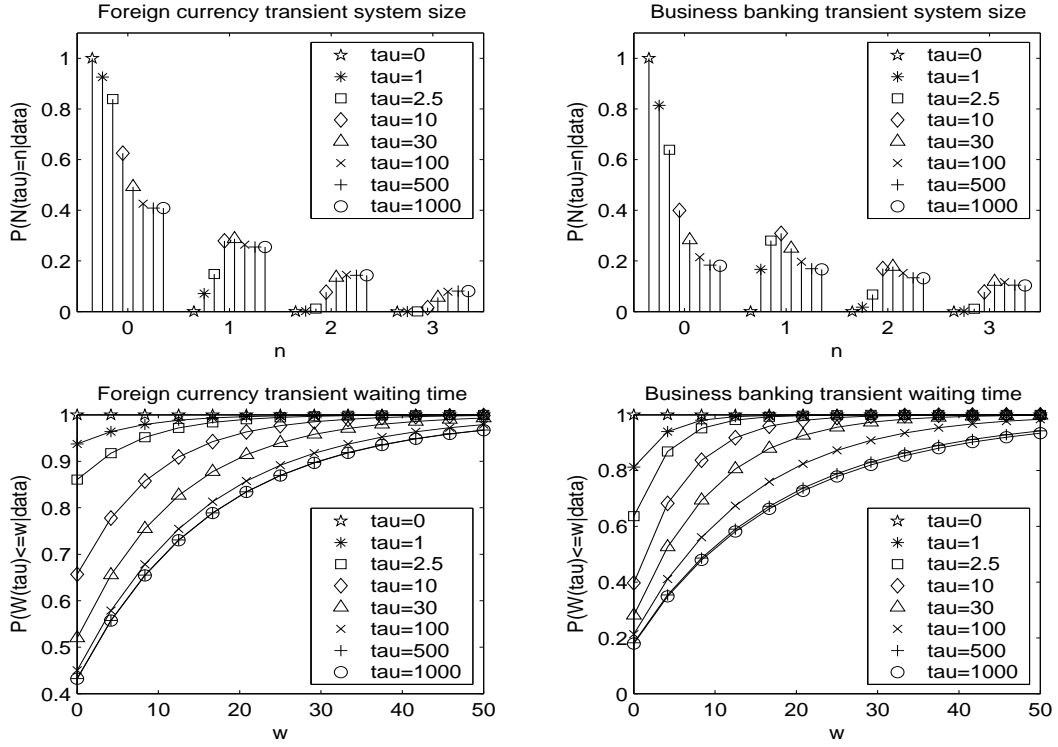 Foreign currency transient system size
P(N(tau)=n|data)
1
0.8
0.6
0.4
0.2
0
0 1 2 3
n
tau=0
tau=1
tau=2.5
tau=10
tau=30
tau=100
tau=500
tau=1000
Business banking transient system size
P(N(tau)=n|data)
1
0.8
0.6
0.4
0.2
0
0 1 2 3
n
tau=0
tau=1
tau=2.5
tau=10
tau=30
tau=100
tau=500
tau=1000
Foreign currency transient waiting time
P(W(tau)<=w|data)
1
0.9
0.8
0.7
0.6
0.5
0.4
0 10 20 30 40 50
w
tau=0
tau=1
tau=2.5
tau=10
tau=30
tau=100
tau=500
tau=1000
Business banking transient waiting time
P(W(tau)<=w|data)
1
0.8
0.6
0.4
0.2
0
0 10 20 30 40 50
w
tau=0
tau=1
tau=2.5
tau=10
tau=30
tau=100
tau=500
tau=1000